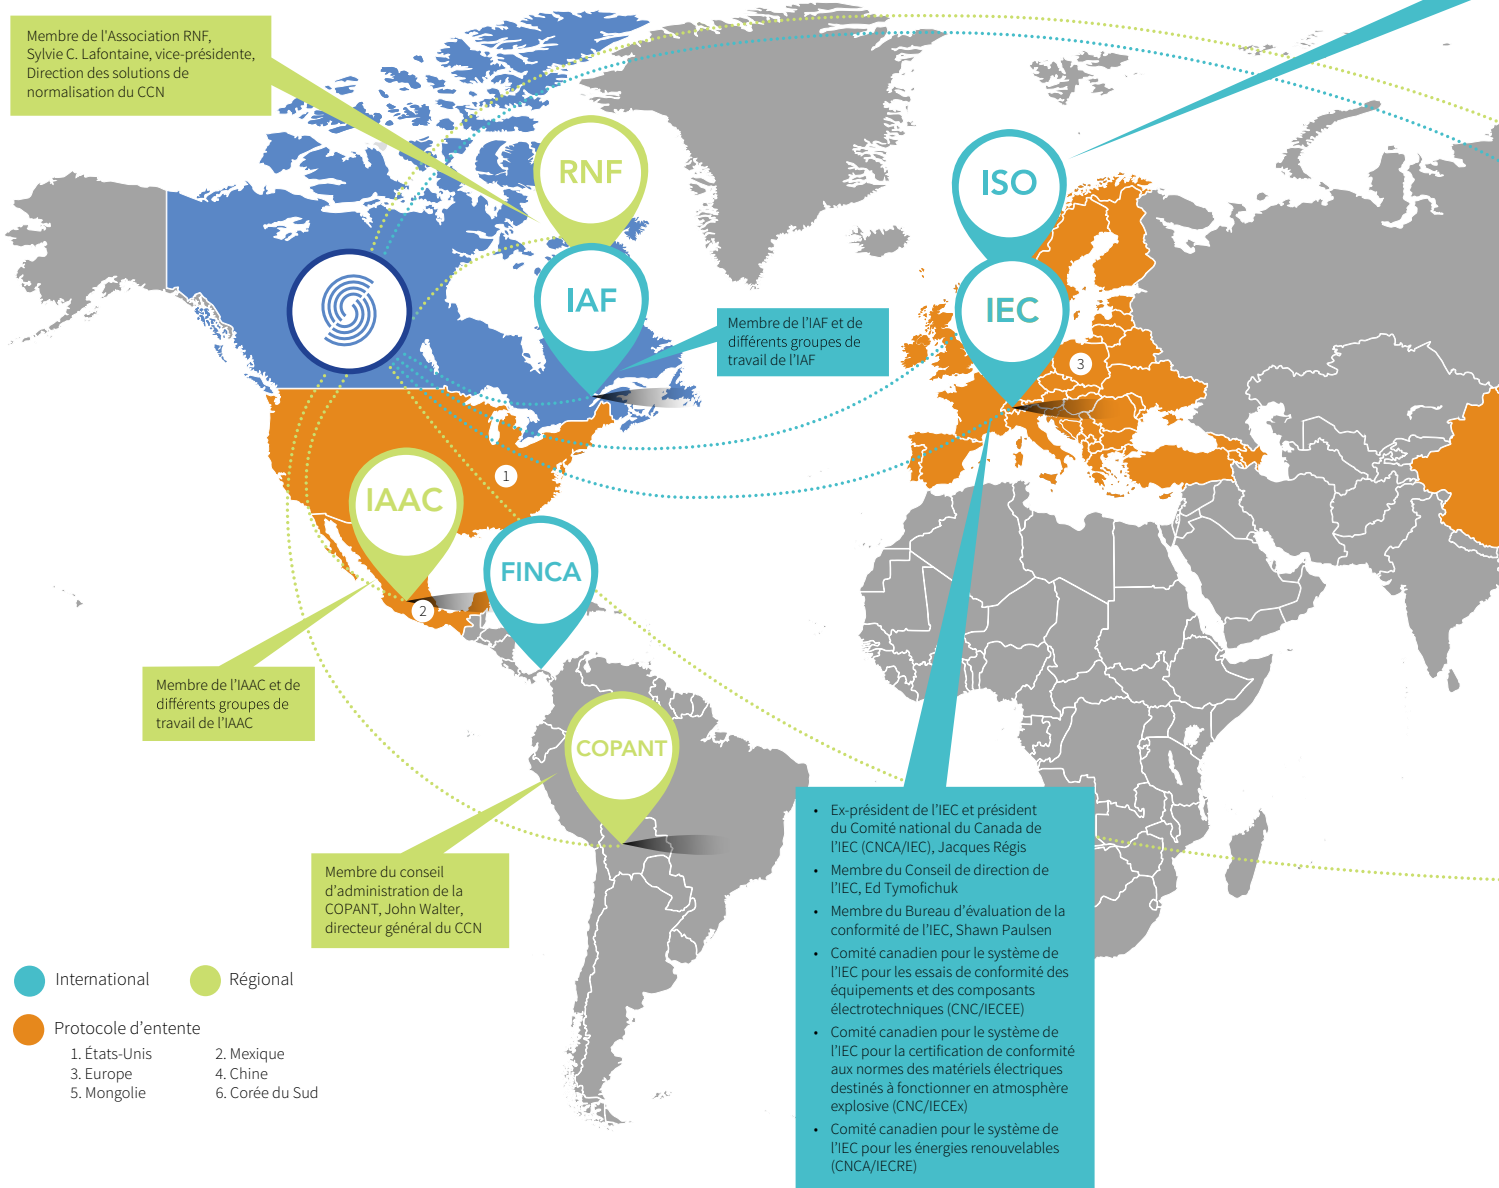 Membre de l'Association RNF,
Sylvie C. Lafontaine, vice-présidente,
Direction des solutions de
normalisation du CCN
RNF
ISO
IAF
IEC
Membre de l'IAF et de
différents groupes de
travail de l'IAF
3
1
IAAC
FINCA
2
Membre de l'IAAC et de
différents groupes de
travail de l'IAAC
COPANT
Membre du conseil
d'administration de la
COPANT, John Walter,
directeur général du CCN
• Ex-président de l'IEC et président
du Comité national du Canada de
l'IEC (CNCA/IEC), Jacques Régis
• Membre du Conseil de direction de
l'IEC, Ed Tymofichuk
• Membre du Bureau d'évaluation de la
conformité de l'IEC, Shawn Paulsen
• Comité canadien pour le système de
l'IEC pour les essais de conformité des
équipements et des composants
électrotechniques (CNC/IECEE)
• Comité canadien pour le système de
l'IEC pour la certification de conformité
aux normes des matériels électriques
destinés à fonctionner en atmosphère
explosive (CNC/IECEx)
• Comité canadien pour le système de
l'IEC pour les énergies renouvelables
(CNCA/IECRE)
International Régional
Protocole d'entente
1. États-Unis 2. Mexique
3. Europe 4. Chine
5. Mongolie 6. Corée du Sud